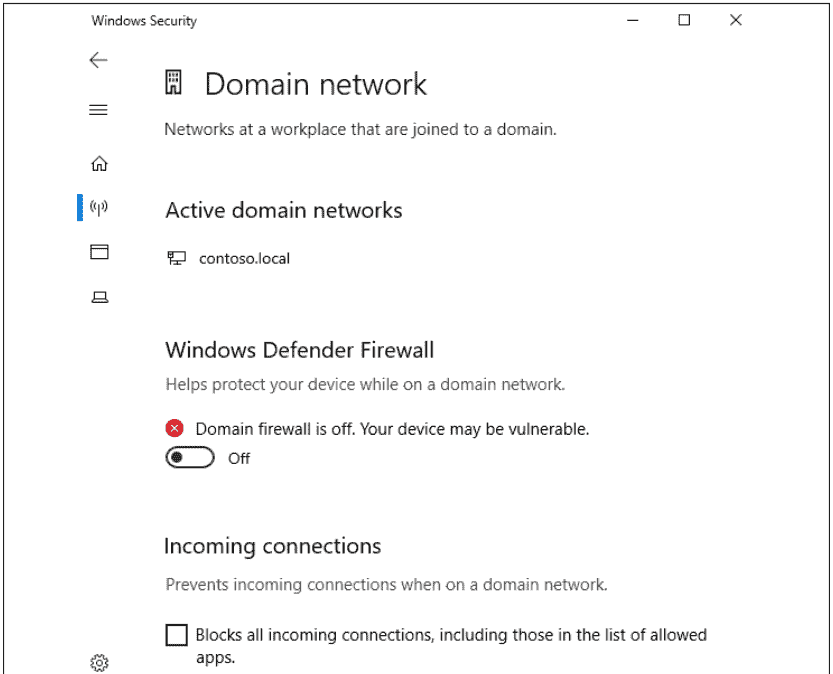 Windows Security
Domain network
Networks at a workplace that are joined to a domain.
Active domain networks
contoso.local
Windows Defender Firewall
Helps protect your device while on a domain network.
Domain firewall is off. Your device may be vulnerable.
Off
Incoming connections
Prevents incoming connections when on a domain network.
Blocks all incoming connections, including those in the list of allowed
apps.